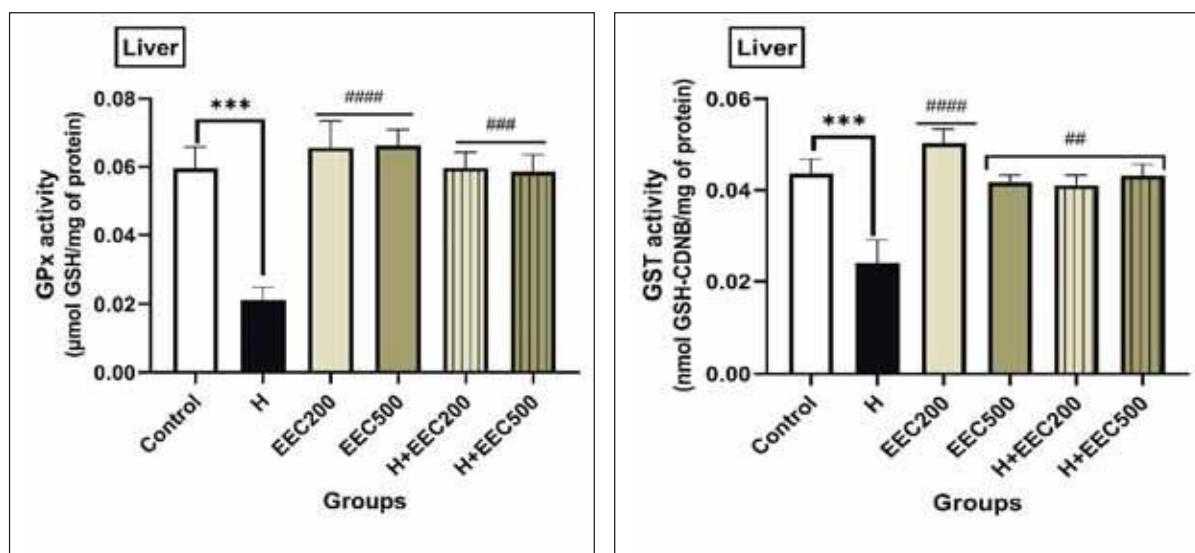 Liver
GPx activity
(µmol GSH/mg of protein)
0.08
0.06
0.04
0.02
0.00
***
####
###
Control
H
EEC200
EEC500
H+EEC200
H+EEC500
Groups
Liver
GST activity
(nmol GSH-CDNB/mg of protein)
0.06
0.04
0.02
0.00
***
####
##
Control
H
EEC200
EEC500
H+EEC200
H+EEC500
Groups